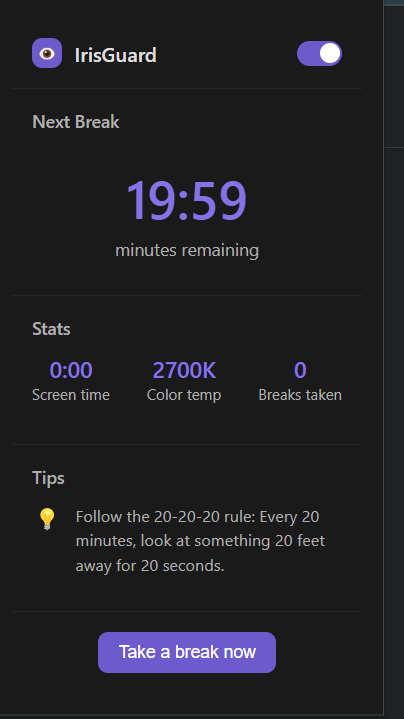 IrisGuard
Next Break
19:59
minutes remaining
Stats
0:00 2700K 0
Screen time Color temp Breaks taken
Tips
Follow the 20-20-20 rule: Every 20
minutes, look at something 20 feet
away for 20 seconds.
Take a break now